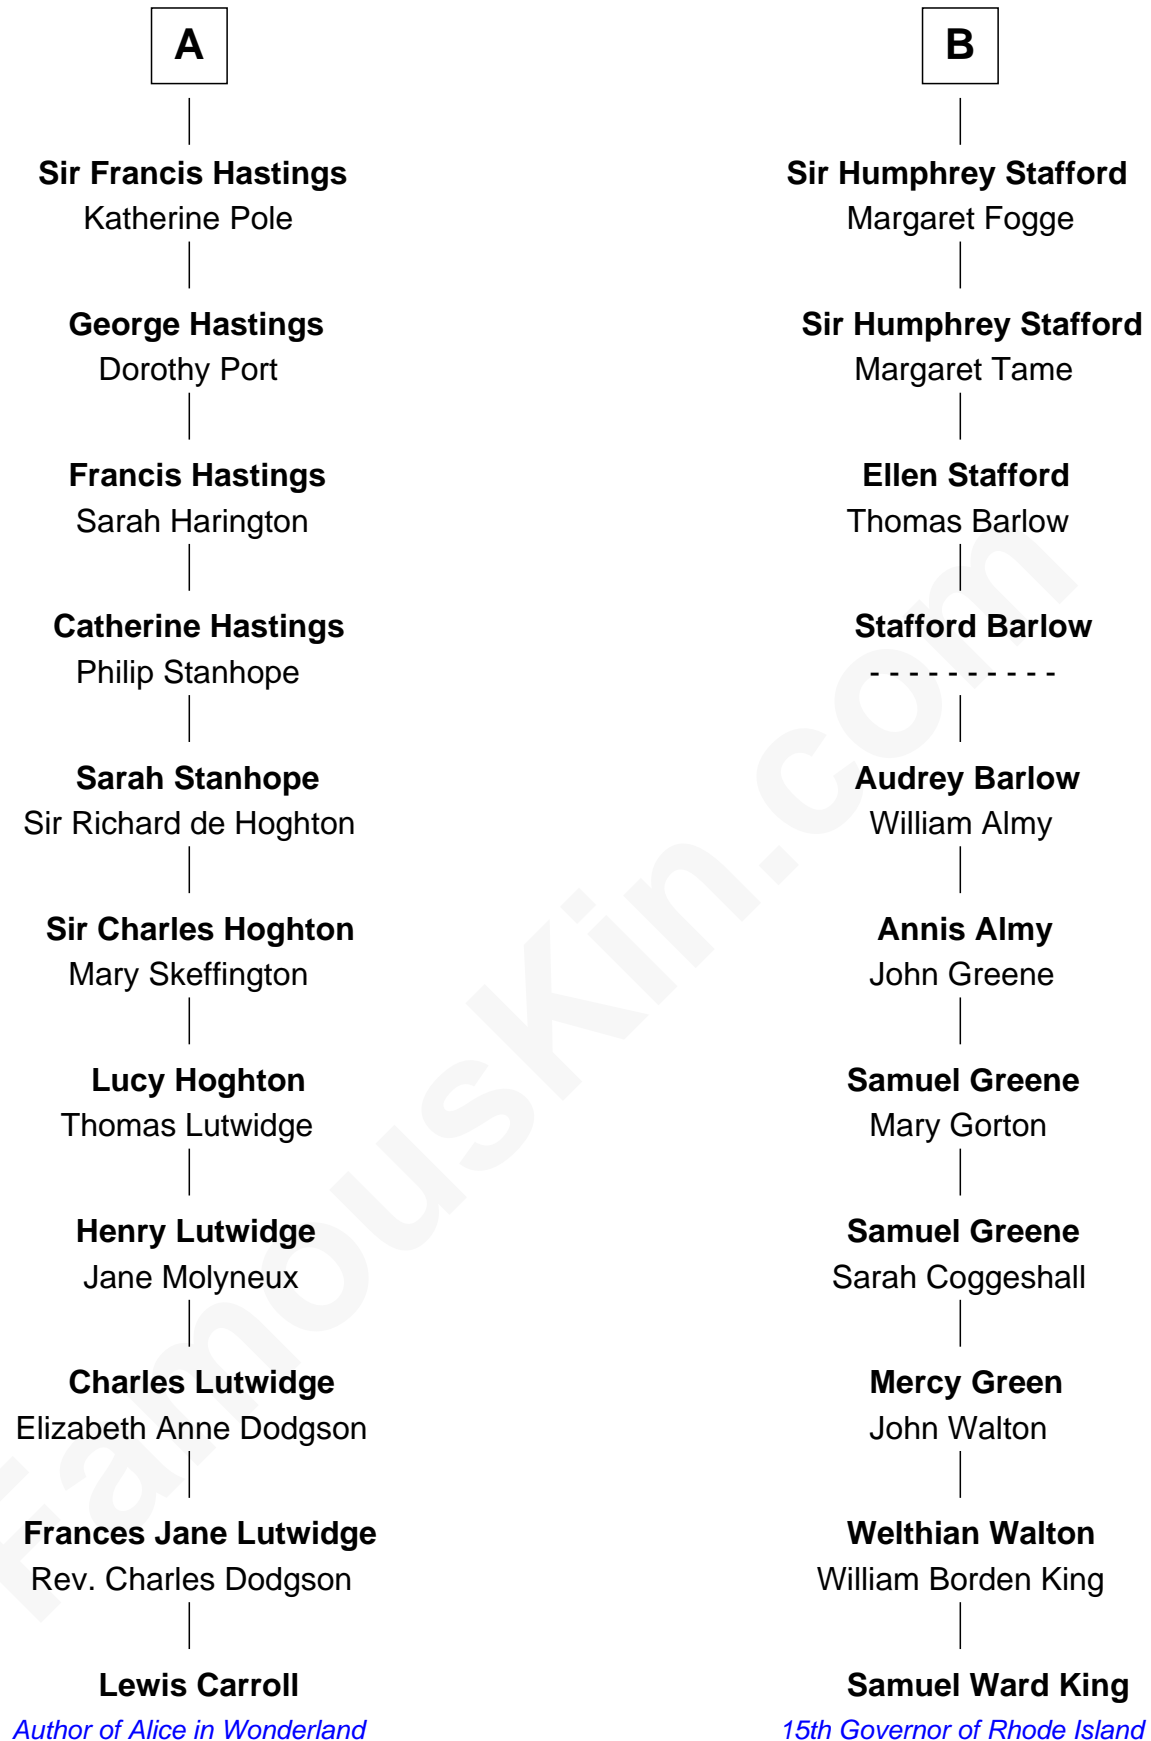 A
Sir Francis Hastings
Katherine Pole
George Hastings
Dorothy Port
Francis Hastings
Sarah Harington
Catherine Hastings
Philip Stanhope
Sarah Stanhope
Sir Richard de Hoghton
Sir Charles Hoghton
Mary Skeffington
Lucy Hoghton
Thomas Lutwidge
Henry Lutwidge
Jane Molyneux
Charles Lutwidge
Elizabeth Anne Dodgson
Frances Jane Lutwidge
Rev. Charles Dodgson
Lewis Carroll
Author of Alice in Wonderland
B
Sir Humphrey Stafford
Margaret Fogge
Sir Humphrey Stafford
Margaret Tame
Ellen Stafford
Thomas Barlow
Stafford Barlow
- - - - - - - - - -
Audrey Barlow
William Almy
Annis Almy
John Greene
Samuel Greene
Mary Gorton
Samuel Greene
Sarah Coggeshall
Mercy Green
John Walton
Welthian Walton
William Borden King
Samuel Ward King
15th Governor of Rhode Island
FamousKin.com